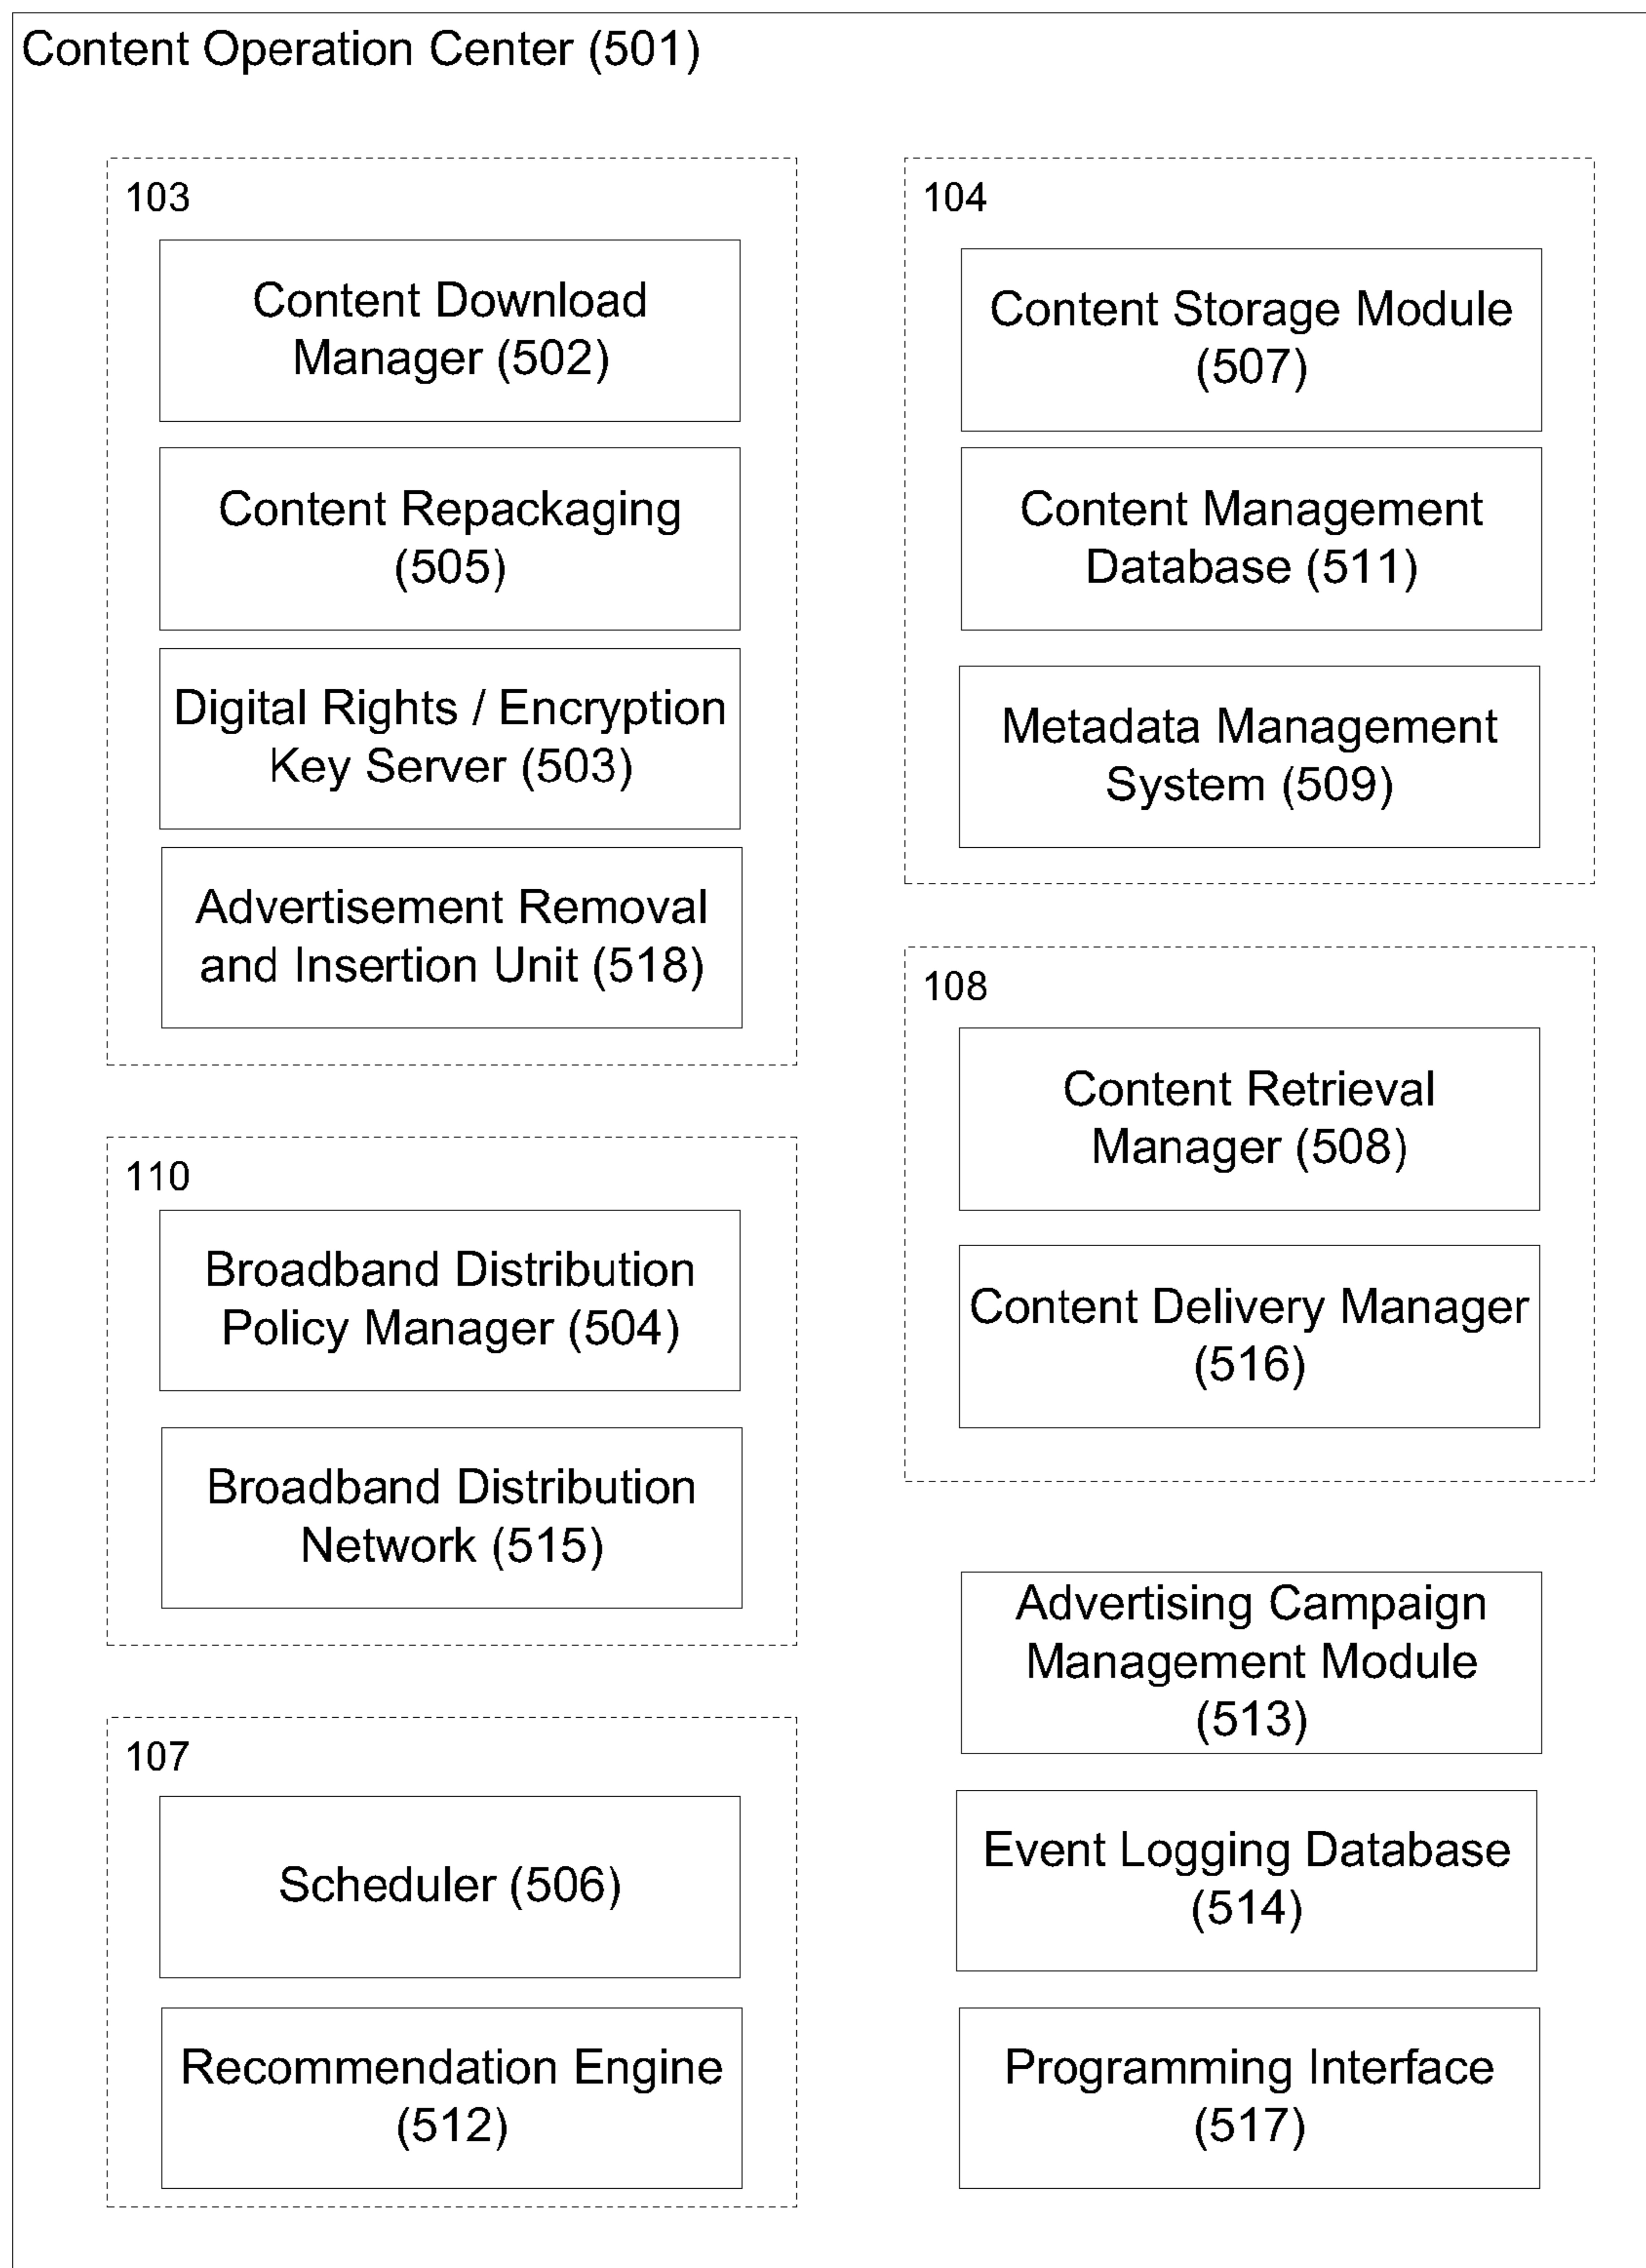 Content Operation Center (501)
103
Content Download
Manager (502)
Content Repackaging
(505)
Digital Rights / Encryption
Key Server (503)
Advertisement Removal
and Insertion Unit (518)
110
Broadband Distribution
Policy Manager (504)
Broadband Distribution
Network (515)
107
Scheduler (506)
Recommendation Engine
(512)
104
Content Storage Module
(507)
Content Management
Database (511)
Metadata Management
System (509)
108
Content Retrieval
Manager (508)
Content Delivery Manager
(516)
Advertising Campaign
Management Module
(513)
Event Logging Database
(514)
Programming Interface
(517)